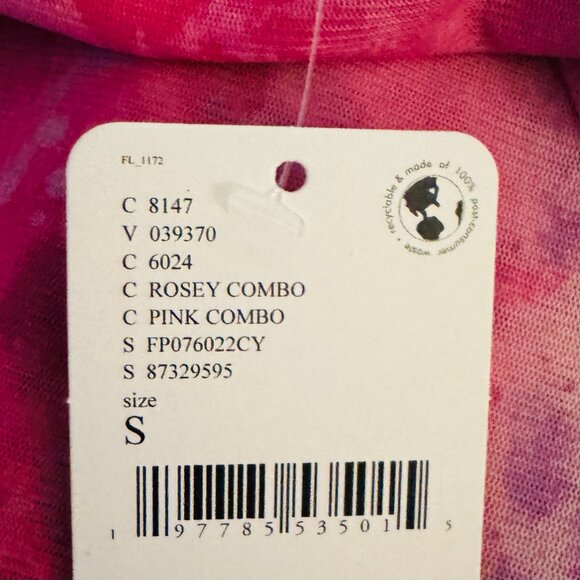 FL_1172
recyclable & made of 100% post-consumer waste •
C 8147
V 039370
C 6024
C ROSEY COMBO
C PINK COMBO
S FP076022CY
S 87329595
size
S
1 97785 53501 5